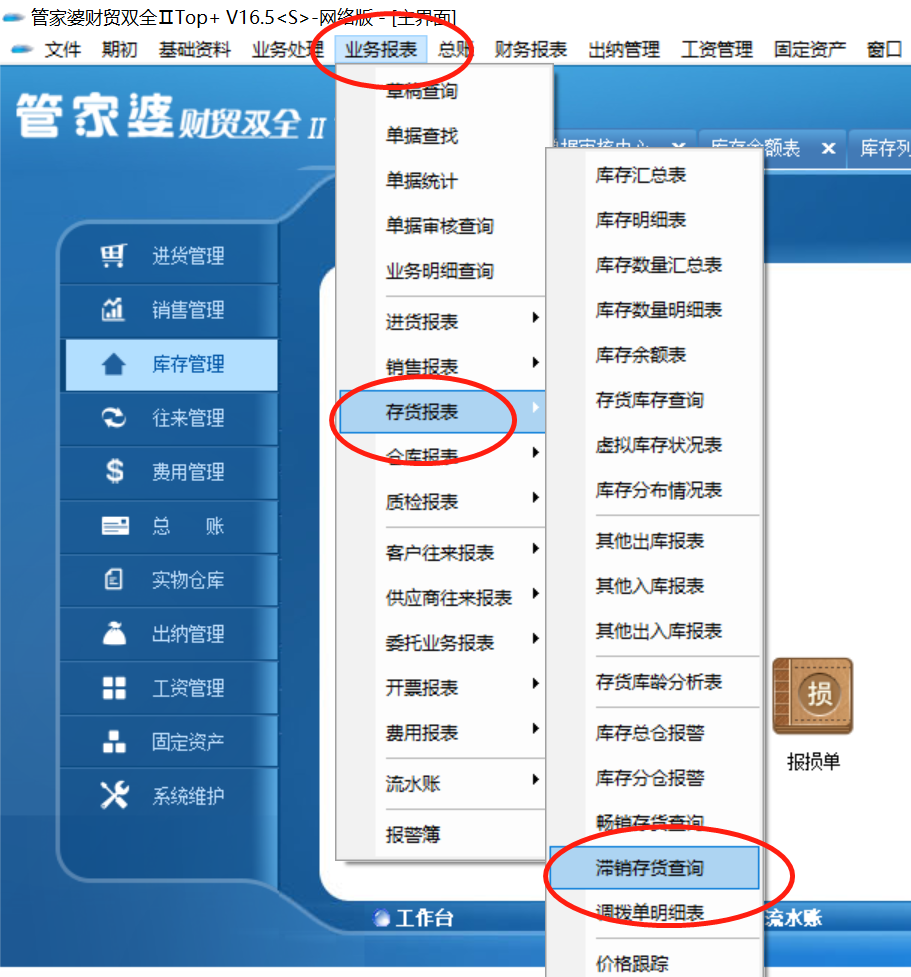 管家婆财贸双全ⅡTop+ V16.5<S>-网络版 - [主界面]
文件 期初 基础资料 业务处理 业务报表 总账 财务报表 出纳管理 工资管理 固定资产 窗口
管家婆财贸双全Ⅱ
单据审核中心 × 库存余额表 × 库存列
进货管理
销售管理
库存管理
往来管理
费用管理
总 账
实物仓库
出纳管理
工资管理
固定资产
系统维护
草稿查询
单据查找
单据统计
单据审核查询
业务明细查询
进货报表
销售报表
存货报表
仓库报表
质检报表
客户往来报表
供应商往来报表
委托业务报表
开票报表
费用报表
流水账
报警簿
库存汇总表
库存明细表
库存数量汇总表
库存数量明细表
库存余额表
存货库存查询
虚拟库存状况表
库存分布情况表
其他出库报表
其他入库报表
其他出入库报表
存货库龄分析表
库存总仓报警
库存分仓报警
畅销存货查询
滞销存货查询
调拨单明细表
价格跟踪
损
报损单
工作台
流水账